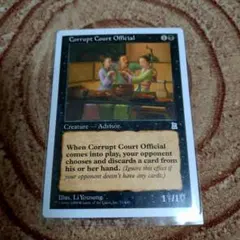 Corrupt Court Official
Creature — Advisor
When Corrupt Court Official
comes into play, your opponent
chooses and discards a card from
his or her hand. (Ignore this effect if
your opponent doesn't have any cards.)
Illus. Li Youliang
1/1